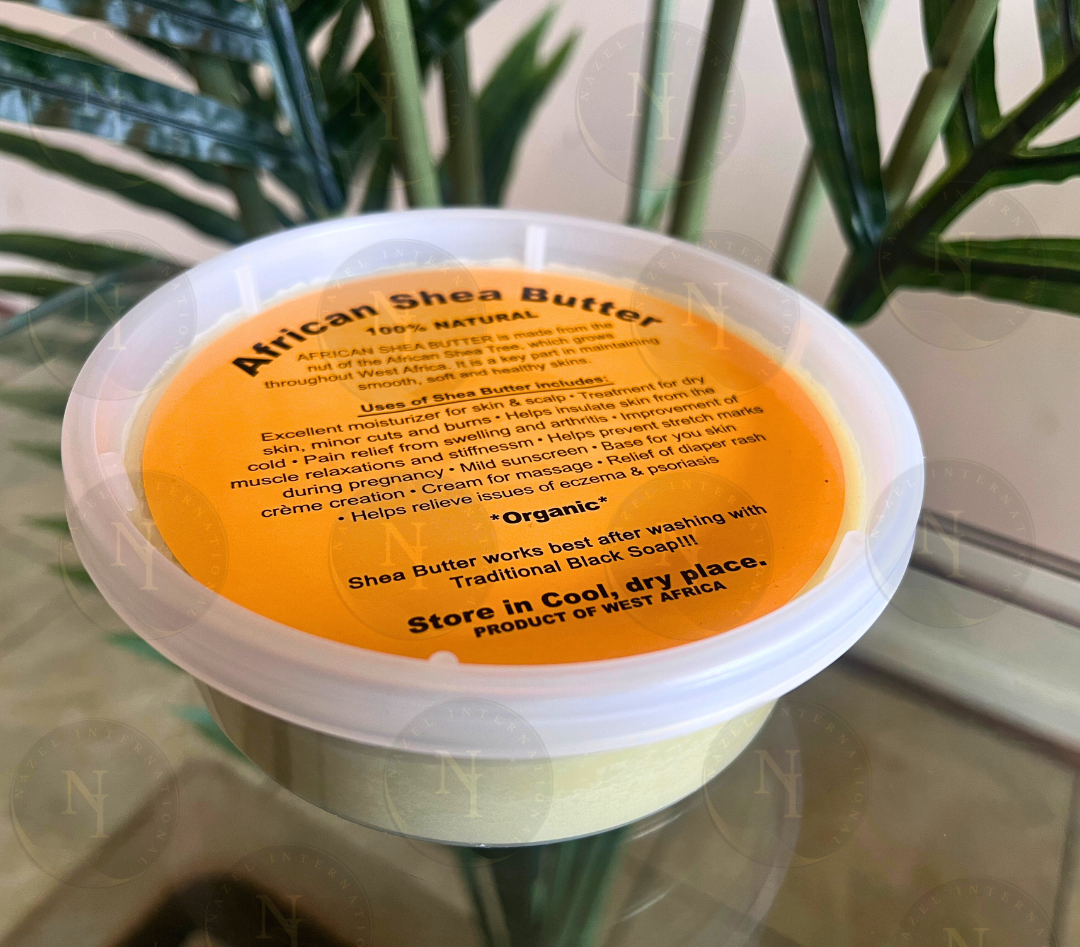 African Shea Butter
100% NATURAL
AFRICAN SHEA BUTTER is made from the
nut of the African Shea Tree, which grows
throughout West Africa. It is a key part in maintaining
smooth, soft and healthy skins.
Uses of Shea Butter includes:
Excellent moisturizer for skin & scalp • Treatment for dry
skin, minor cuts and burns • Helps insulate skin from the
cold • Pain relief from swelling and arthritis • Improvement of
muscle relaxations and stiffnessm • Helps prevent stretch marks
during pregnancy • Mild sunscreen • Base for you skin
crème creation • Cream for massage • Relief of diaper rash
• Helps relieve issues of eczema & psoriasis
*Organic*
Shea Butter works best after washing with
Traditional Black Soap!!!
Store in Cool, dry place.
PRODUCT OF WEST AFRICA
NAZEL INTERNATIONAL
NI